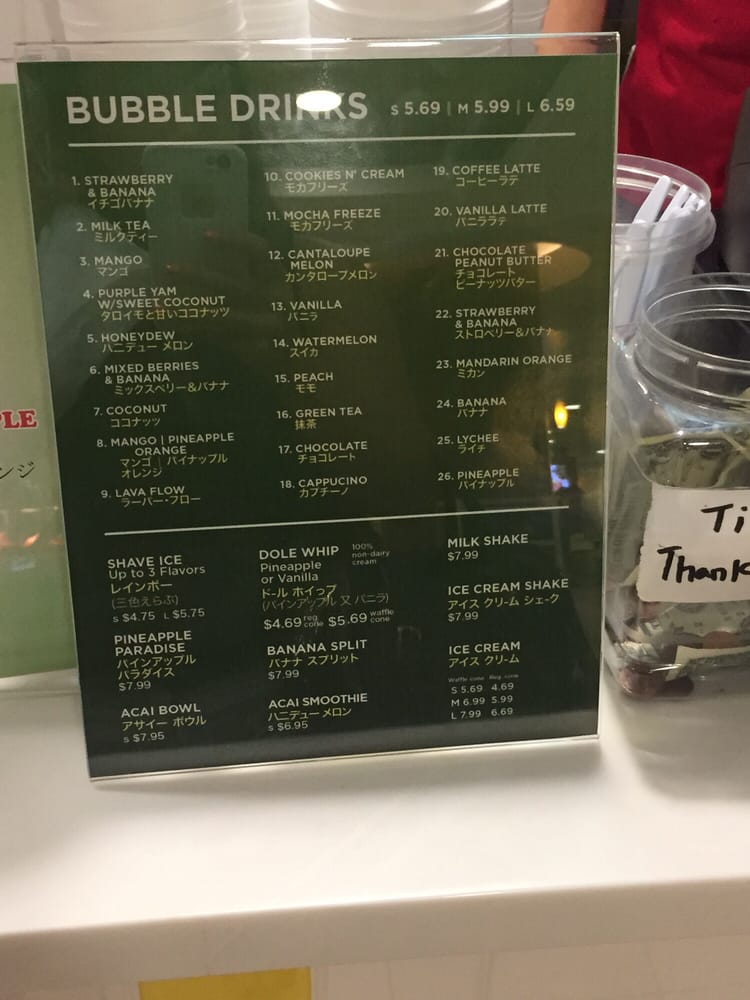 BUBBLE DRINKS S 5.69 | M 5.99 | L 6.59
1. STRAWBERRY
& BANANA
イチゴバナナ
2. MILK TEA
ミルクティー
3. MANGO
マンゴ
4. PURPLE YAM
W/SWEET COCONUT
タロイモと甘いココナッツ
5. HONEYDEW
ハニデュー メロン
6. MIXED BERRIES
& BANANA
ミックスベリー&バナナ
7. COCONUT
ココナッツ
8. MANGO | PINEAPPLE
ORANGE
マンゴ | パイナップル
オレンジ
9. LAVA FLOW
ラーバー・フロー
10. COOKIES N' CREAM
モカフリーズ
11. MOCHA FREEZE
モカフリーズ
12. CANTALOUPE
MELON
カンタロープメロン
13. VANILLA
バニラ
14. WATERMELON
スイカ
15. PEACH
モモ
16. GREEN TEA
抹茶
17. CHOCOLATE
チョコレート
18. CAPPUCINO
カプチーノ
19. COFFEE LATTE
コーヒーラテ
20. VANILLA LATTE
バニララテ
21. CHOCOLATE
PEANUT BUTTER
チョコレート
ピーナッツバター
22. STRAWBERRY
& BANANA
ストロベリー&バナナ
23. MANDARIN ORANGE
ミカン
24. BANANA
バナナ
25. LYCHEE
ライチ
26. PINEAPPLE
パイナップル
SHAVE ICE
Up to 3 Flavors
レインボー
(三色えらぶ)
S $4.75 L $5.75
PINEAPPLE
PARADISE
パインアップル
パラダイス
$7.99
ACAI BOWL
アサイー ボウル
S $7.95
DOLE WHIP 100%
non-dairy
cream
Pineapple
or Vanilla
ドール ホイっプ
(パインアップル 又 バニラ)
$4.69 reg cone $5.69 waffle cone
BANANA SPLIT
バナナ スプリット
$7.99
ACAI SMOOTHIE
ハニデュー メロン
S $6.95
MILK SHAKE
$7.99
ICE CREAM SHAKE
アイス クリーム シェーク
$7.99
ICE CREAM
アイス クリーム
Waffle cone Reg. cone
S 5.69 4.69
M 6.99 5.99
L 7.99 6.69
PLE
ンジ
Ti
Thank